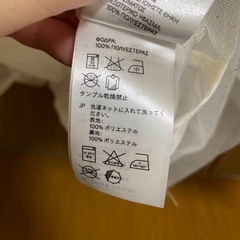 ΦΟΔΡΑ:
100% ΠΟΛΥΕΣΤΕΡΑΣ
タンブル乾燥禁止
JP 洗濯ネットに入れて洗ってく
ださい。
表地:
100% ポリエステル
裏地:
100% ポリエステル